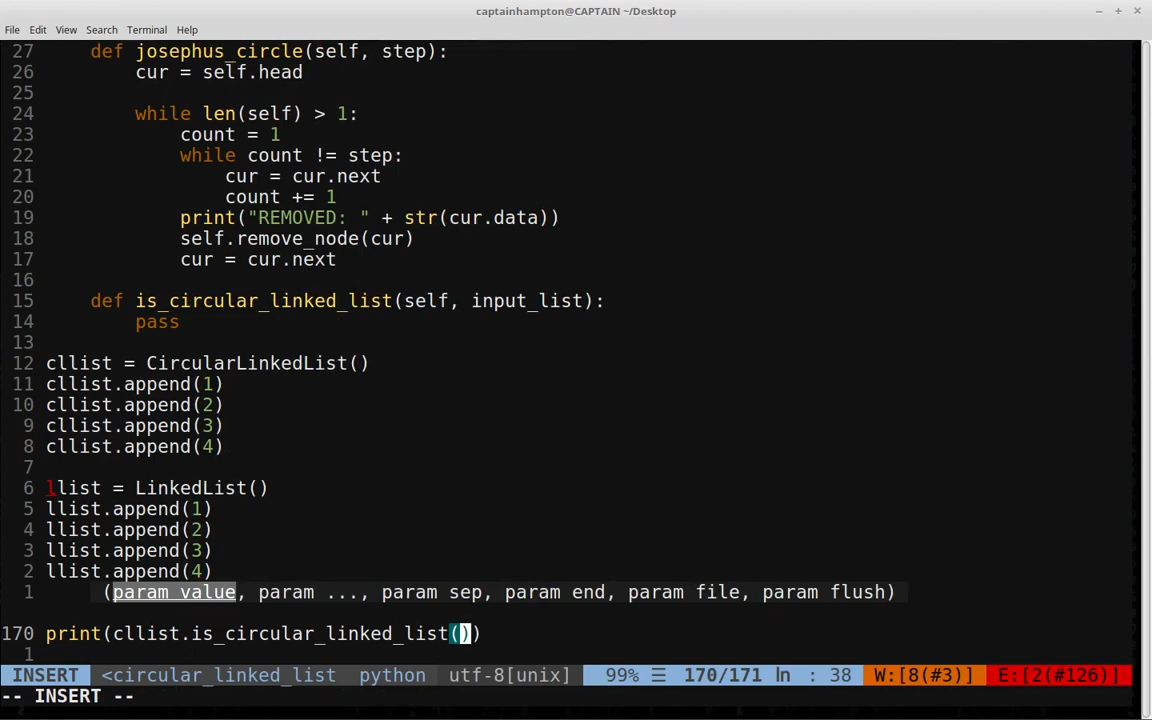 captainhampton@CAPTAIN ~/Desktop
File Edit View Search Terminal Help
27     def josephus_circle(self, step):
26         cur = self.head
25
24         while len(self) > 1:
23             count = 1
22             while count != step:
21                 cur = cur.next
20                 count += 1
19             print("REMOVED: " + str(cur.data))
18             self.remove_node(cur)
17             cur = cur.next
16
15     def is_circular_linked_list(self, input_list):
14         pass
13
12 cllist = CircularLinkedList()
11 cllist.append(1)
10 cllist.append(2)
9 cllist.append(3)
8 cllist.append(4)
7
6 llist = LinkedList()
5 llist.append(1)
4 llist.append(2)
3 llist.append(3)
2 llist.append(4)
1      (param value, param ..., param sep, param end, param file, param flush)
170 print(cllist.is_circular_linked_list())
1
INSERT <circular_linked_list python utf-8[unix] 99% ☰ 170/171 ln : 38 W:[8(#3)] E:[2(#126)]
-- INSERT --